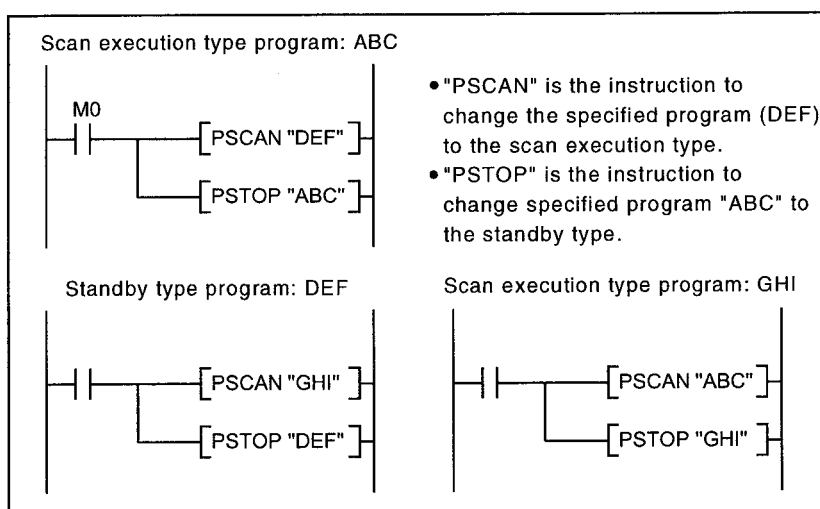 Scan execution type program: ABC
M0
PSCAN "DEF"
PSTOP "ABC"
• "PSCAN" is the instruction to
change the specified program (DEF)
to the scan execution type.
• "PSTOP" is the instruction to
change specified program "ABC" to
the standby type.
Standby type program: DEF
PSCAN "GHI"
PSTOP "DEF"
Scan execution type program: GHI
PSCAN "ABC"
PSTOP "GHI"